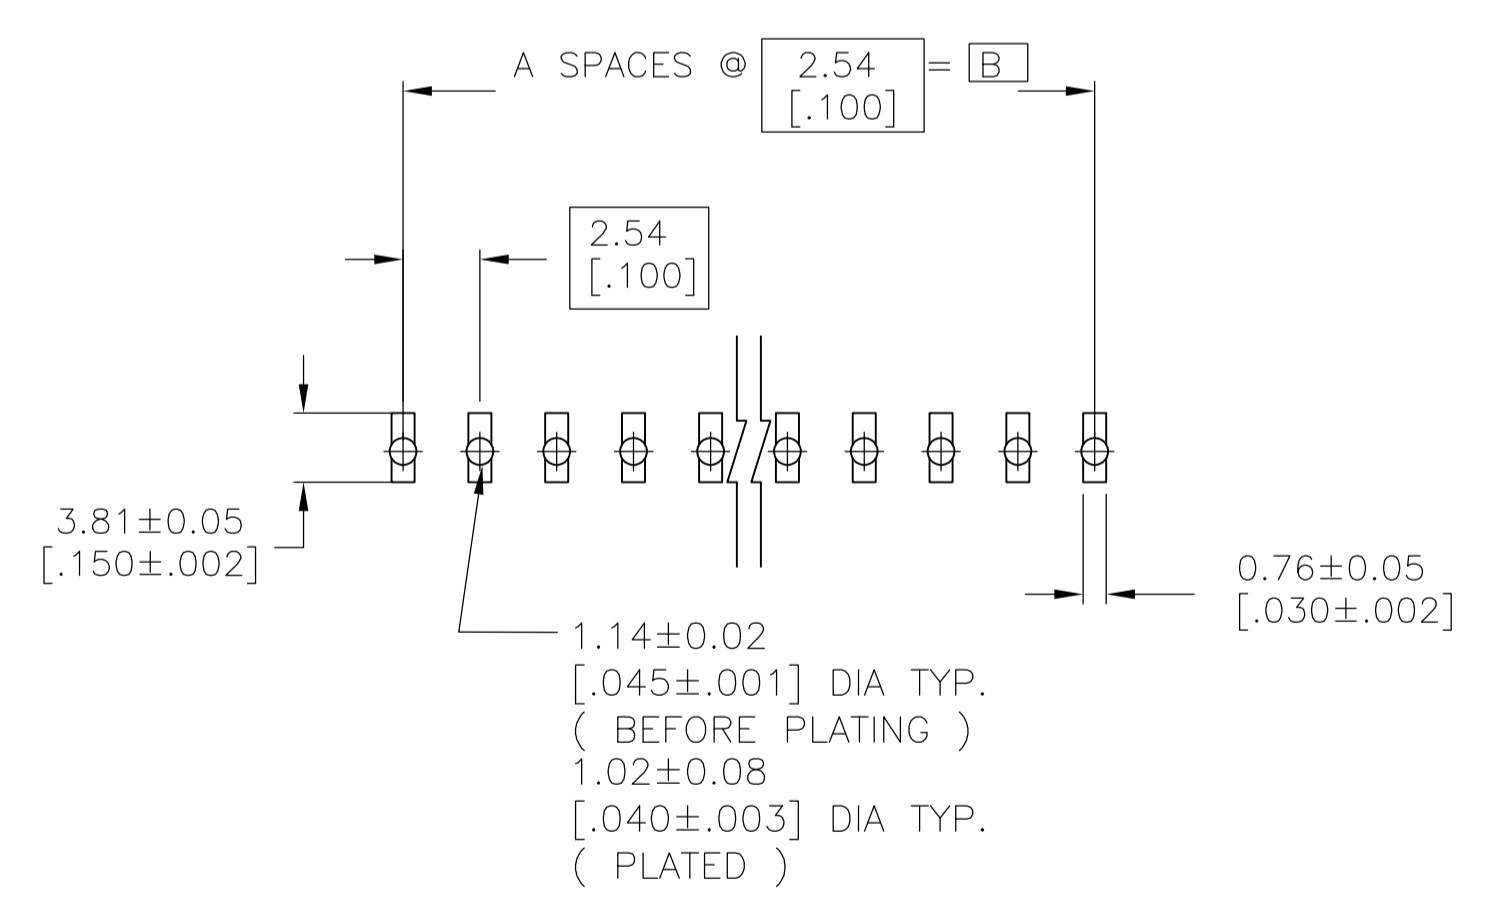 A SPACES @ 2.54 = B
[.100]
2.54
[.100]
3.81±0.05
[.150±.002]
0.76±0.05
[.030±.002]
1.14±0.02
[.045±.001] DIA TYP.
( BEFORE PLATING )
1.02±0.08
[.040±.003] DIA TYP.
( PLATED )